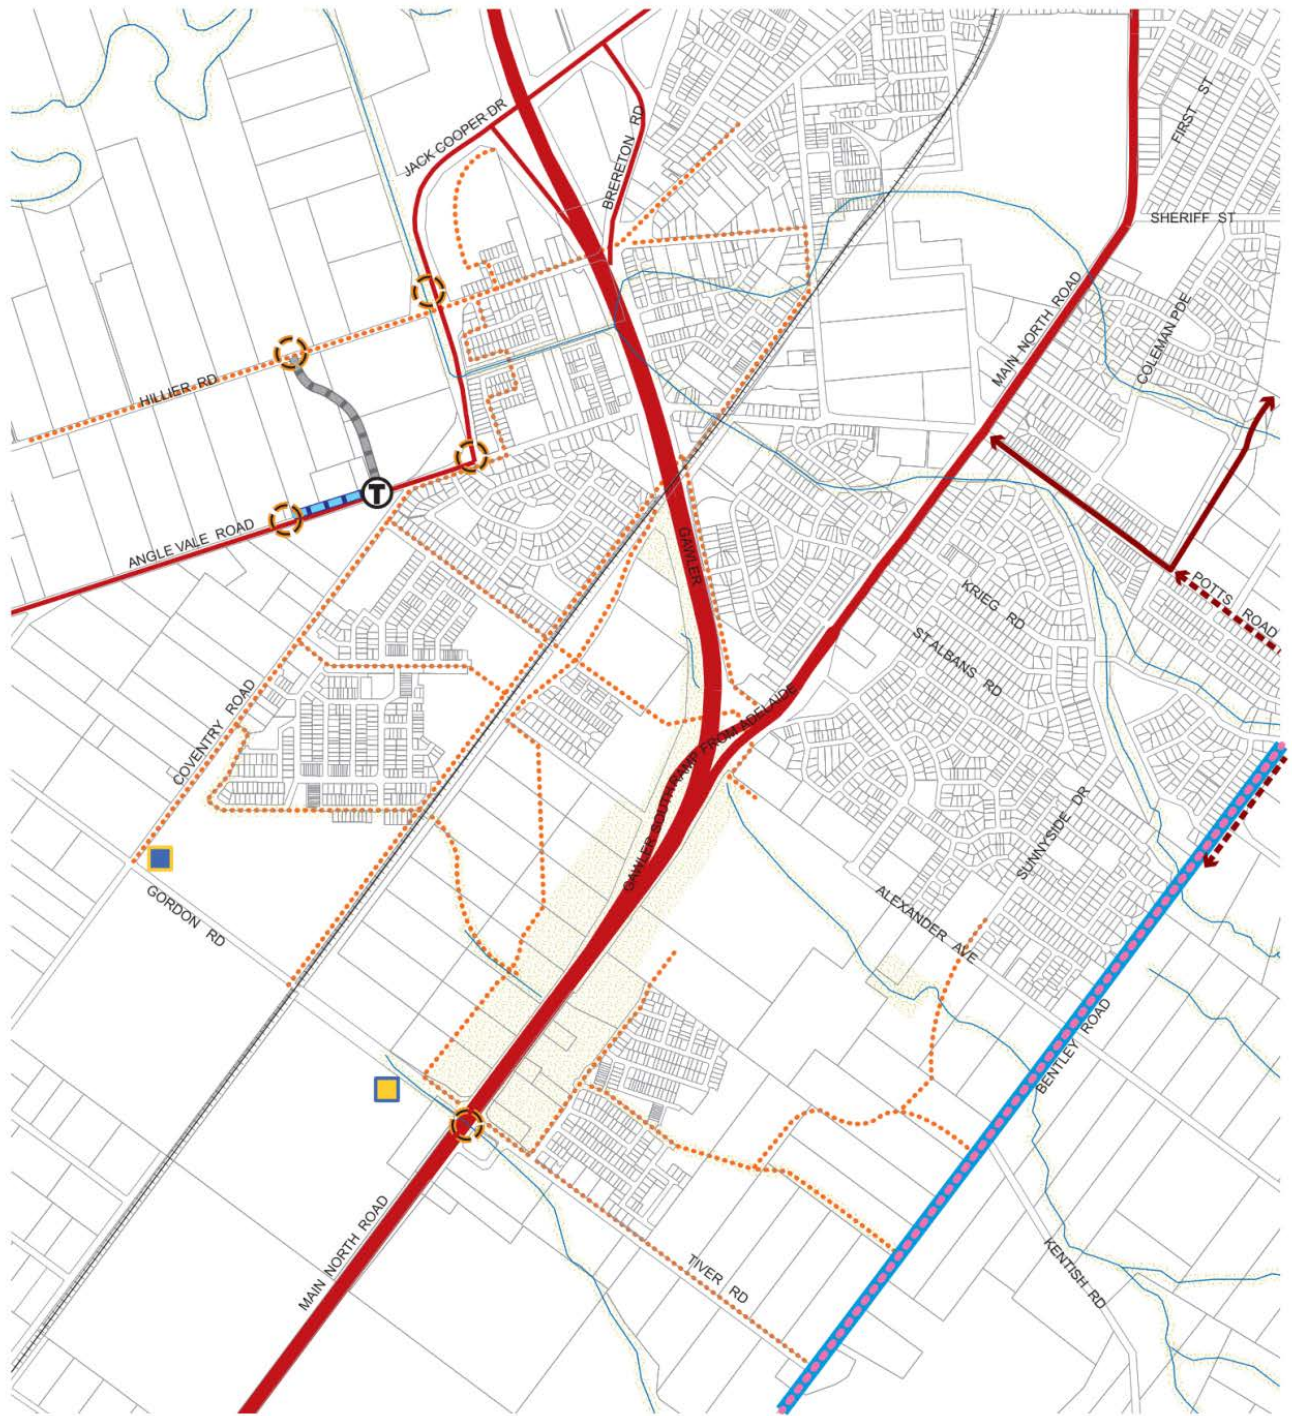 JACK COOPER DR
BRERETON RD
FIRST ST
SHERIFF ST
MAIN NORTH ROAD
COLEMAN PDE
HILLIER RD
T
ANGLE VALE ROAD
GAWLER
KRIEG RD
POTTS ROAD
ST ALBANS RD
COVENTRY ROAD
GAWLER SOUTH RAMP FROM ADELAIDE
SUNNYSIDE DR
GORDON RD
ALEXANDER AVE
BENTLEY ROAD
MAIN NORTH ROAD
TIVER RD
KENTISH RD